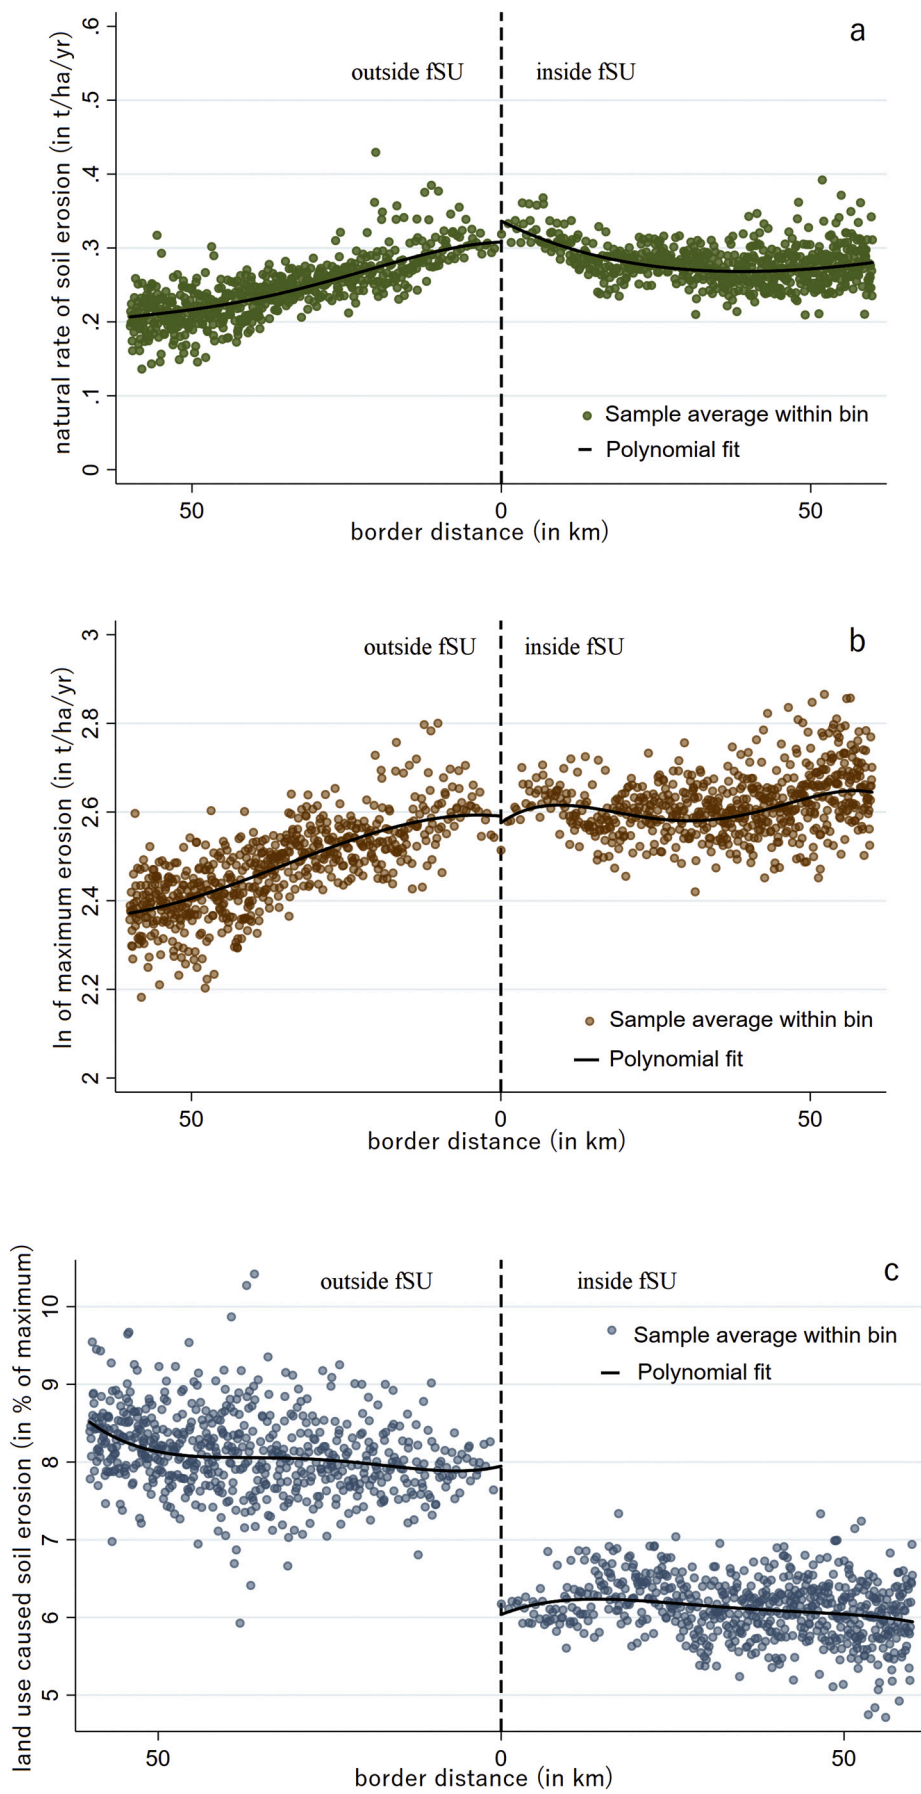 a
outside fSU
inside fSU
natural rate of soil erosion (in t/ha/yr)
.6
.5
.4
.3
.2
.1
0
Sample average within bin
Polynomial fit
50
0
50
border distance (in km)
b
outside fSU
inside fSU
ln of maximum erosion (in t/ha/yr)
3
2.8
2.6
2.4
2.2
2
Sample average within bin
Polynomial fit
50
0
50
border distance (in km)
c
outside fSU
inside fSU
land use caused soil erosion (in % of maximum)
10
9
8
7
6
5
Sample average within bin
Polynomial fit
50
0
50
border distance (in km)